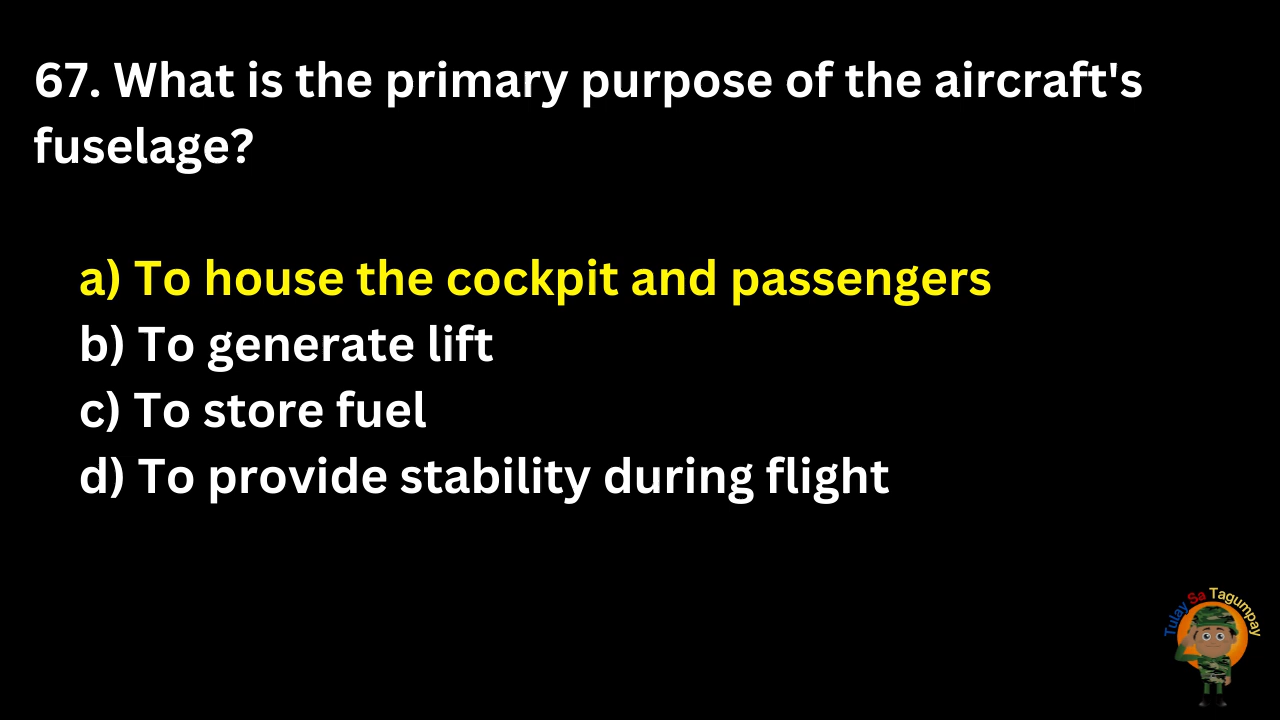 67. What is the primary purpose of the aircraft's
fuselage?
a) To house the cockpit and passengers
b) To generate lift
c) To store fuel
d) To provide stability during flight
Tulay Sa Tagumpay